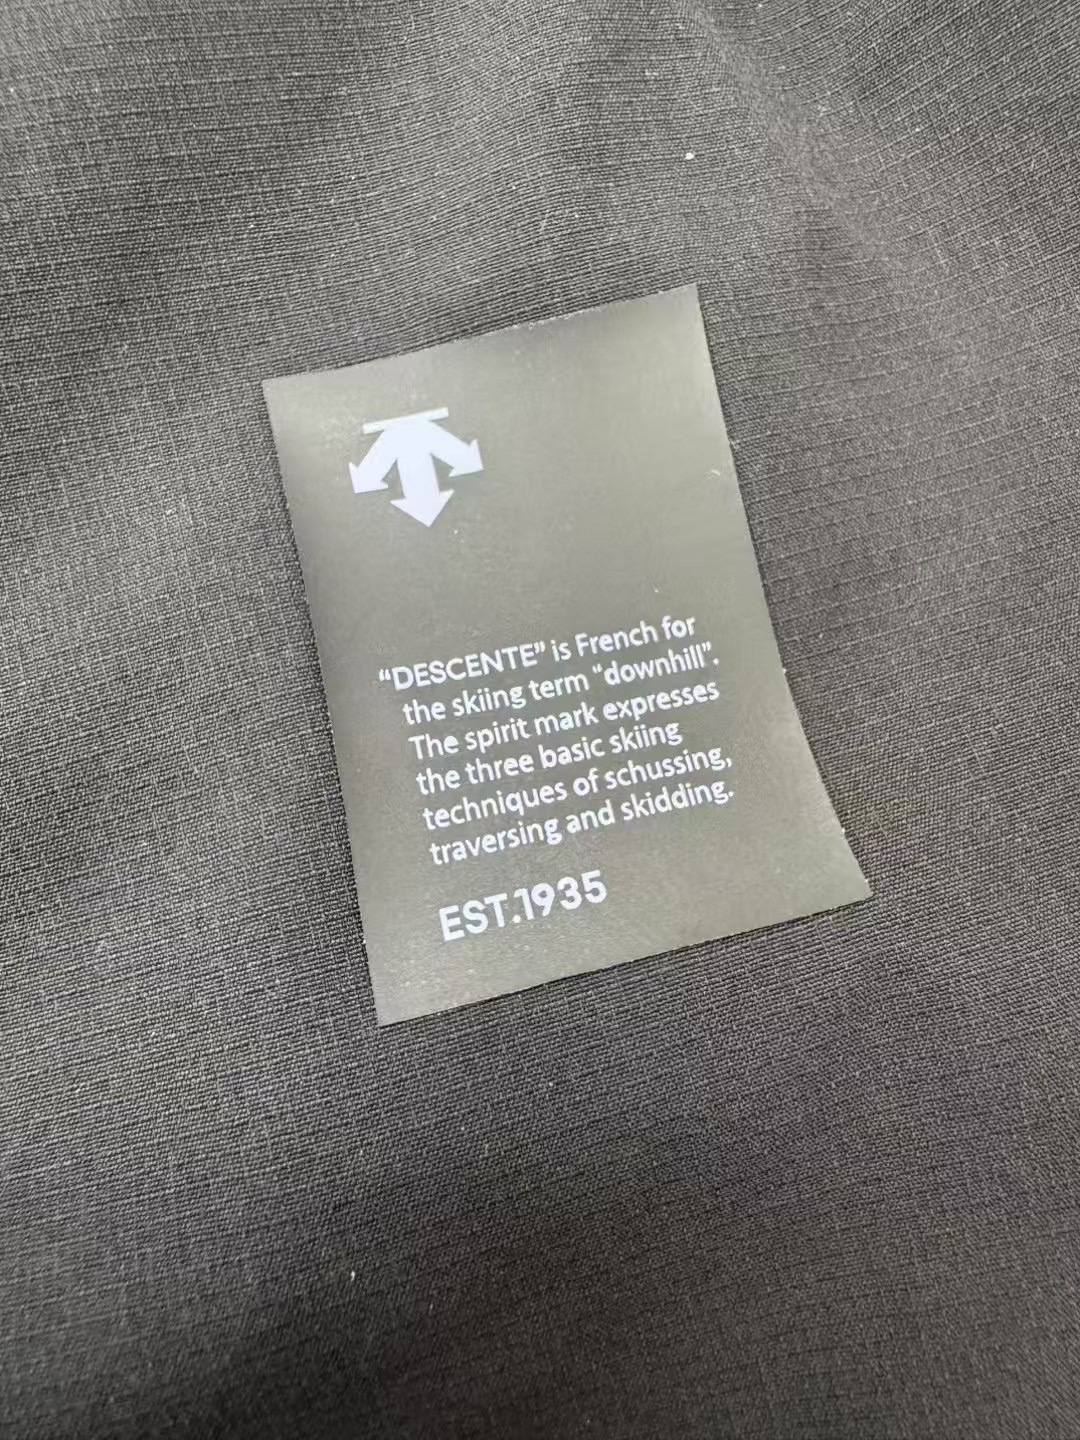 “DESCENTE” is French for
the skiing term “downhill”.
The spirit mark expresses
the three basic skiing
techniques of schussing,
traversing and skidding.
EST.1935